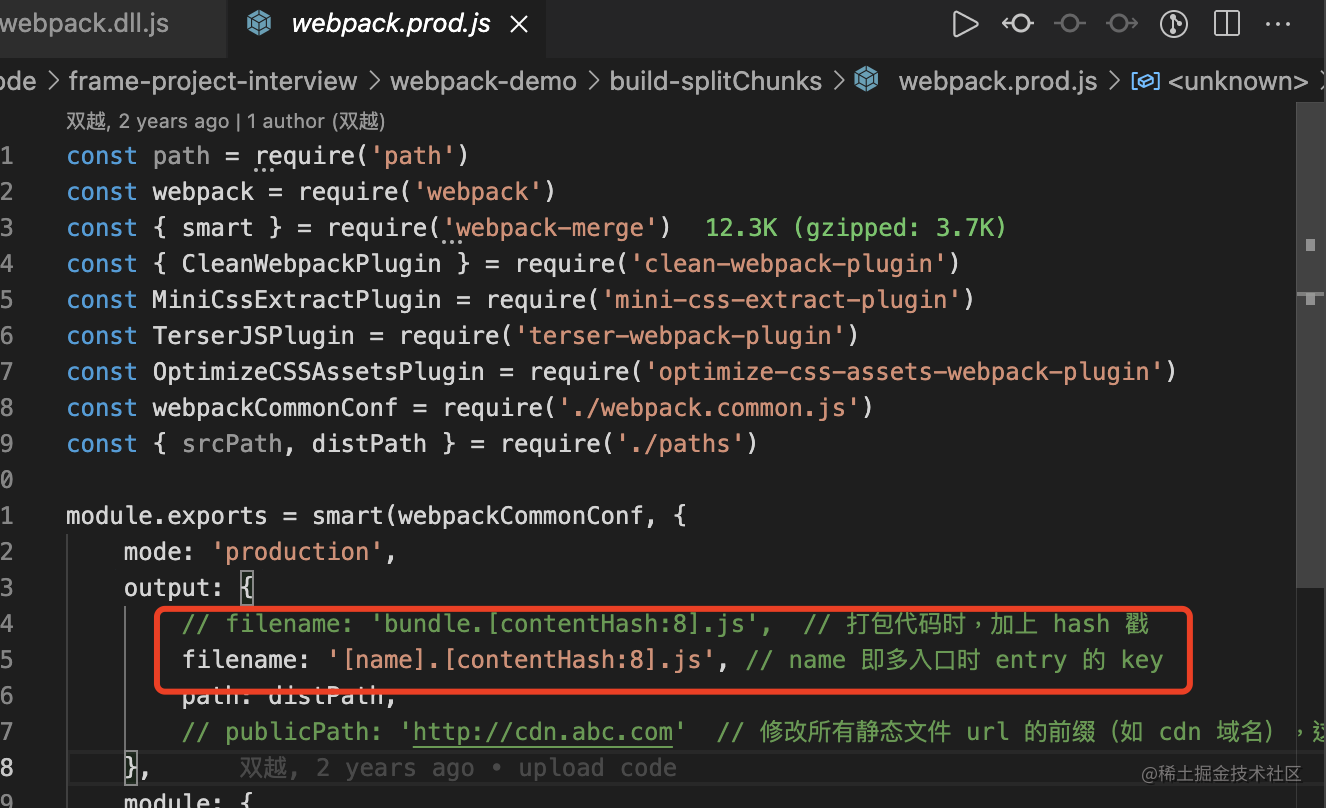 webpack.dll.js webpack.prod.js
ode > frame-project-interview > webpack-demo > build-splitChunks > webpack.prod.js > <unknown>
双越, 2 years ago | 1 author (双越)
1 const path = require('path')
2 const webpack = require('webpack')
3 const { smart } = require('webpack-merge') 12.3K (gzipped: 3.7K)
4 const { CleanWebpackPlugin } = require('clean-webpack-plugin')
5 const MiniCssExtractPlugin = require('mini-css-extract-plugin')
6 const TerserJSPlugin = require('terser-webpack-plugin')
7 const OptimizeCSSAssetsPlugin = require('optimize-css-assets-webpack-plugin')
8 const webpackCommonConf = require('./webpack.common.js')
9 const { srcPath, distPath } = require('./paths')
0
1 module.exports = smart(webpackCommonConf, {
2 mode: 'production',
3 output: {
4 // filename: 'bundle.[contentHash:8].js', // 打包代码时，加上 hash 戳
5 filename: '[name].[contentHash:8].js', // name 即多入口时 entry 的 key
6 path: distPath,
7 // publicPath: 'http://cdn.abc.com' // 修改所有静态文件 url 的前缀（如 cdn 域名），这
8 }, 双越, 2 years ago • upload code
9 module: {
@稀土掘金技术社区